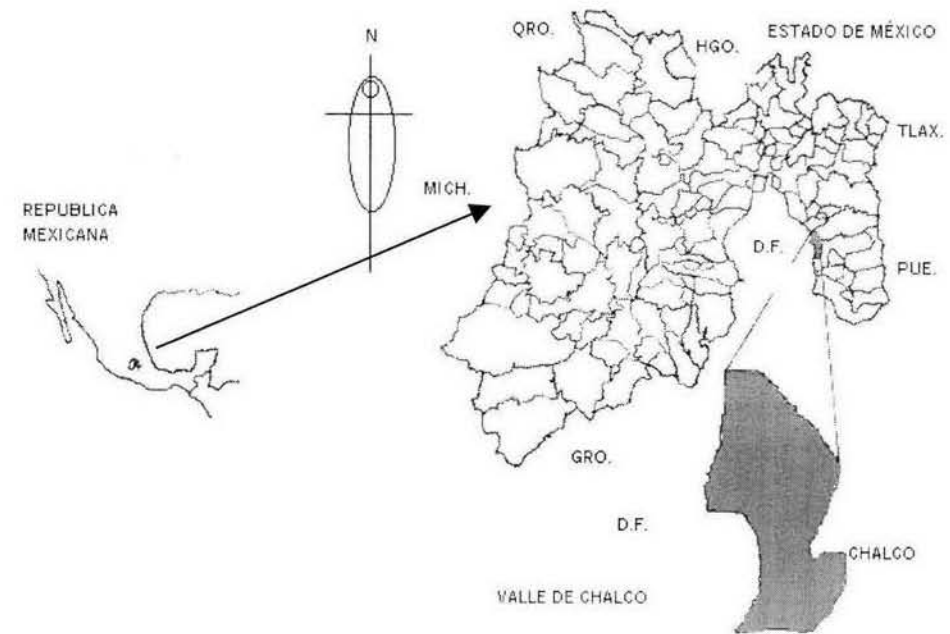 QRO.
ESTADO DE MÉXICO
N
HGO.
TLAX.
MICH.
REPUBLICA
MEXICANA
D.F.
PUE.
GRO.
D.F.
CHALCO
VALLE DE CHALCO